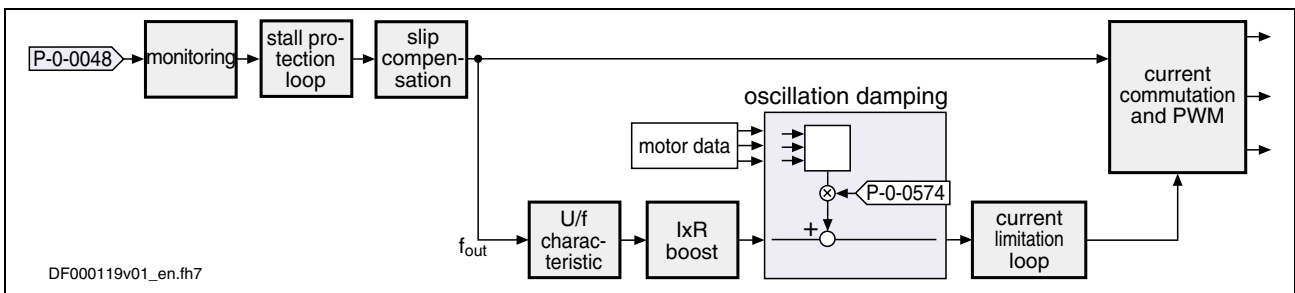 P-0-0048
monitoring
stall pro-
tection
loop
slip
compen-
sation
current
commutation
and PWM
oscillation damping
motor data
P-0-0574
fout
U/f
charac-
teristic
IxR
boost
+
current
limitation
loop
DF000119v01_en.fh7